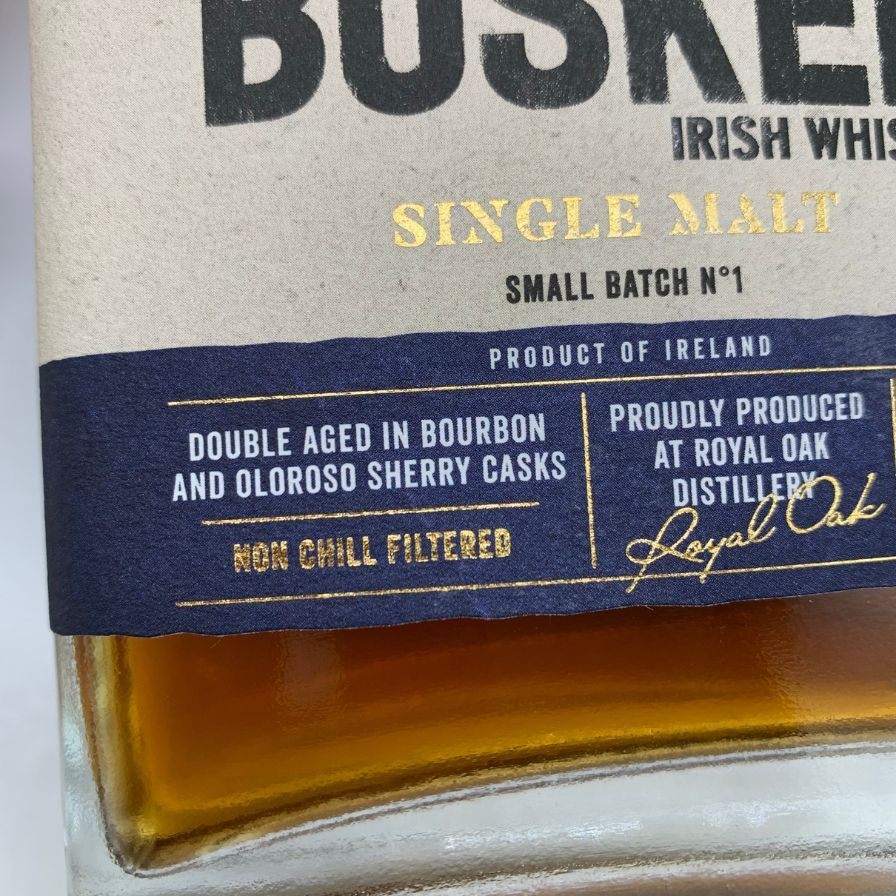 BUSKE
IRISH WHIS
SINGLE MALT
SMALL BATCH N°1
PRODUCT OF IRELAND
DOUBLE AGED IN BOURBON
AND OLOROSO SHERRY CASKS
NON CHILL FILTERED
PROUDLY PRODUCED
AT ROYAL OAK
DISTILLERY
Royal Oak